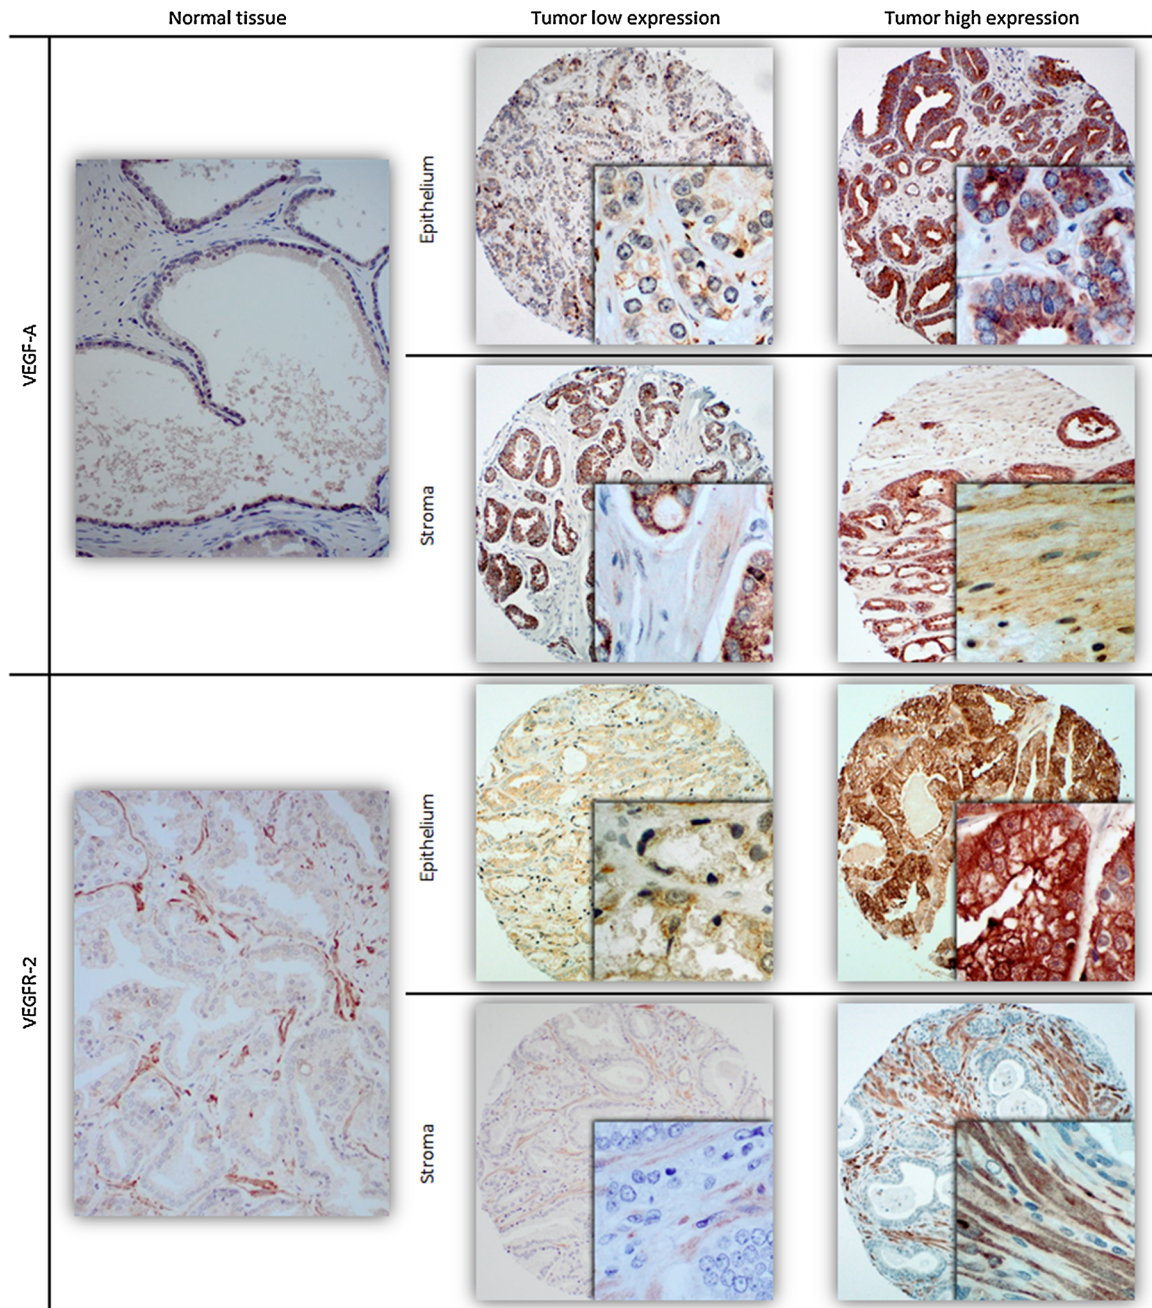 Normal tissue
Tumor low expression
Tumor high expression
VEGF-A
Epithelium
Stroma
VEGFR-2
Epithelium
Stroma